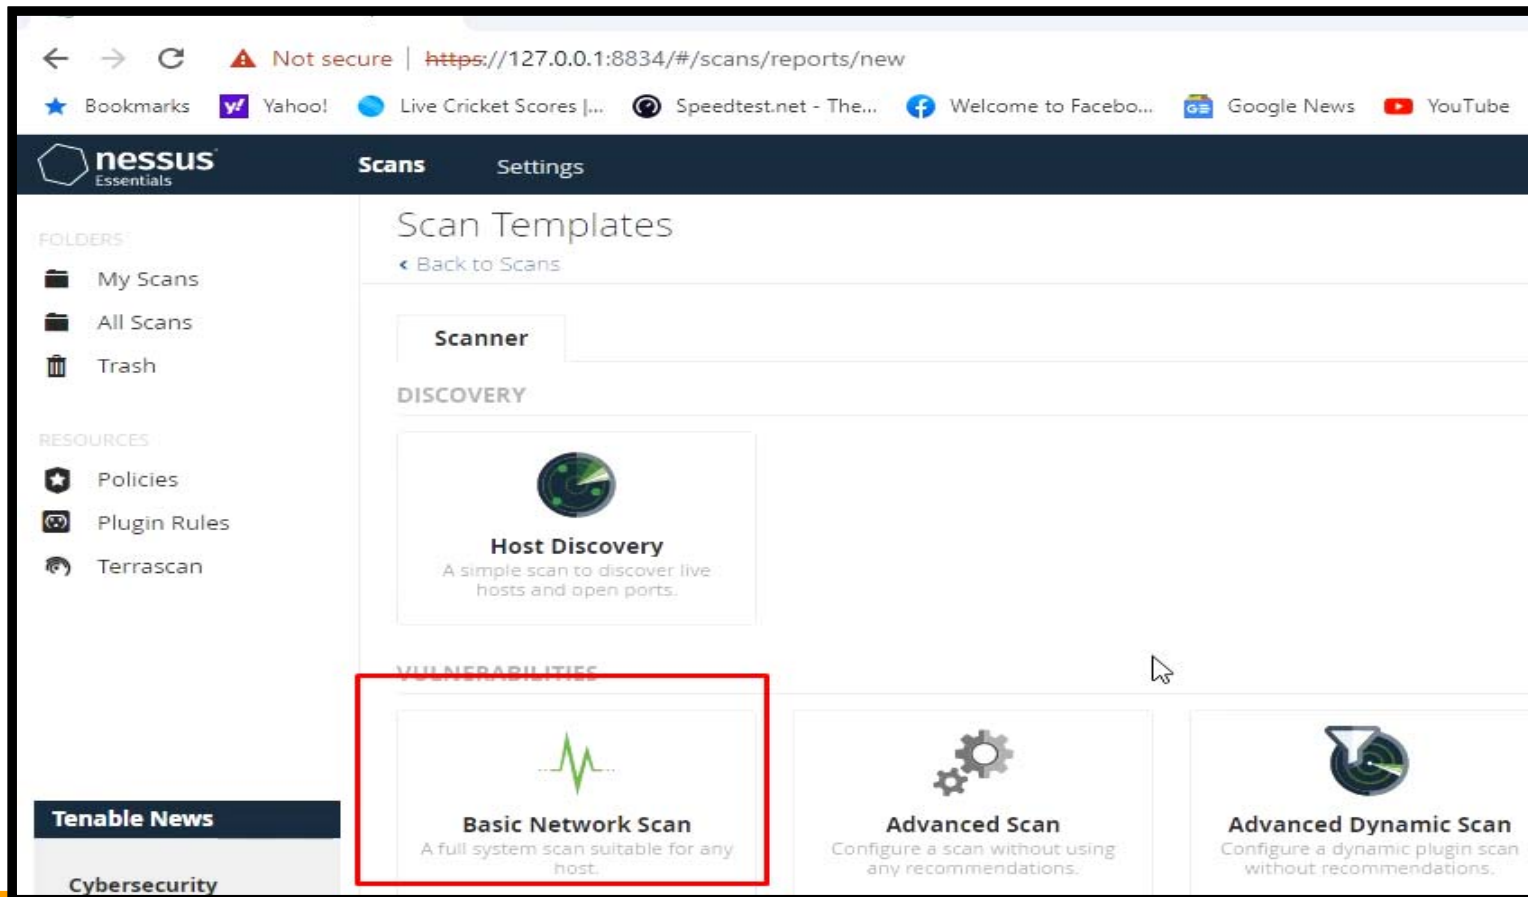 Not secure | https://127.0.0.1:8834/#/scans/reports/new
Bookmarks Yahoo! Live Cricket Scores |... Speedtest.net - The... Welcome to Facebo... Google News YouTube
nessus
Essentials
Scans Settings
FOLDERS
My Scans
All Scans
Trash
RESOURCES
Policies
Plugin Rules
Terrascan
Tenable News
Cybersecurity
Scan Templates
‹ Back to Scans
Scanner
DISCOVERY
Host Discovery
A simple scan to discover live
hosts and open ports.
VULNERABILITIES
Basic Network Scan
A full system scan suitable for any
host.
Advanced Scan
Configure a scan without using
any recommendations.
Advanced Dynamic Scan
Configure a dynamic plugin scan
without recommendations.